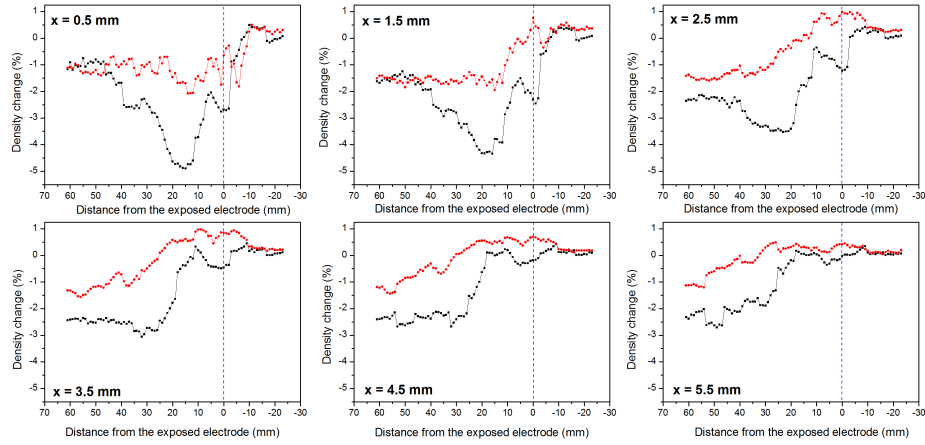 x = 0.5 mm
x = 1.5 mm
x = 2.5 mm
Density change (%)
Density change (%)
Density change (%)
1
0
-1
-2
-3
-4
-5
1
0
-1
-2
-3
-4
-5
1
0
-1
-2
-3
-4
-5
70 60 50 40 30 20 10 0 -10 -20 -30
70 60 50 40 30 20 10 0 -10 -20 -30
70 60 50 40 30 20 10 0 -10 -20 -30
Distance from the exposed electrode (mm)
Distance from the exposed electrode (mm)
Distance from the exposed electrode (mm)
Density change (%)
Density change (%)
Density change (%)
1
0
-1
-2
-3
-4
-5
1
0
-1
-2
-3
-4
-5
1
0
-1
-2
-3
-4
-5
x = 3.5 mm
x = 4.5 mm
x = 5.5 mm
70 60 50 40 30 20 10 0 -10 -20 -30
70 60 50 40 30 20 10 0 -10 -20 -30
70 60 50 40 30 20 10 0 -10 -20 -30
Distance from the exposed electrode (mm)
Distance from the exposed electrode (mm)
Distance from the exposed electrode (mm)